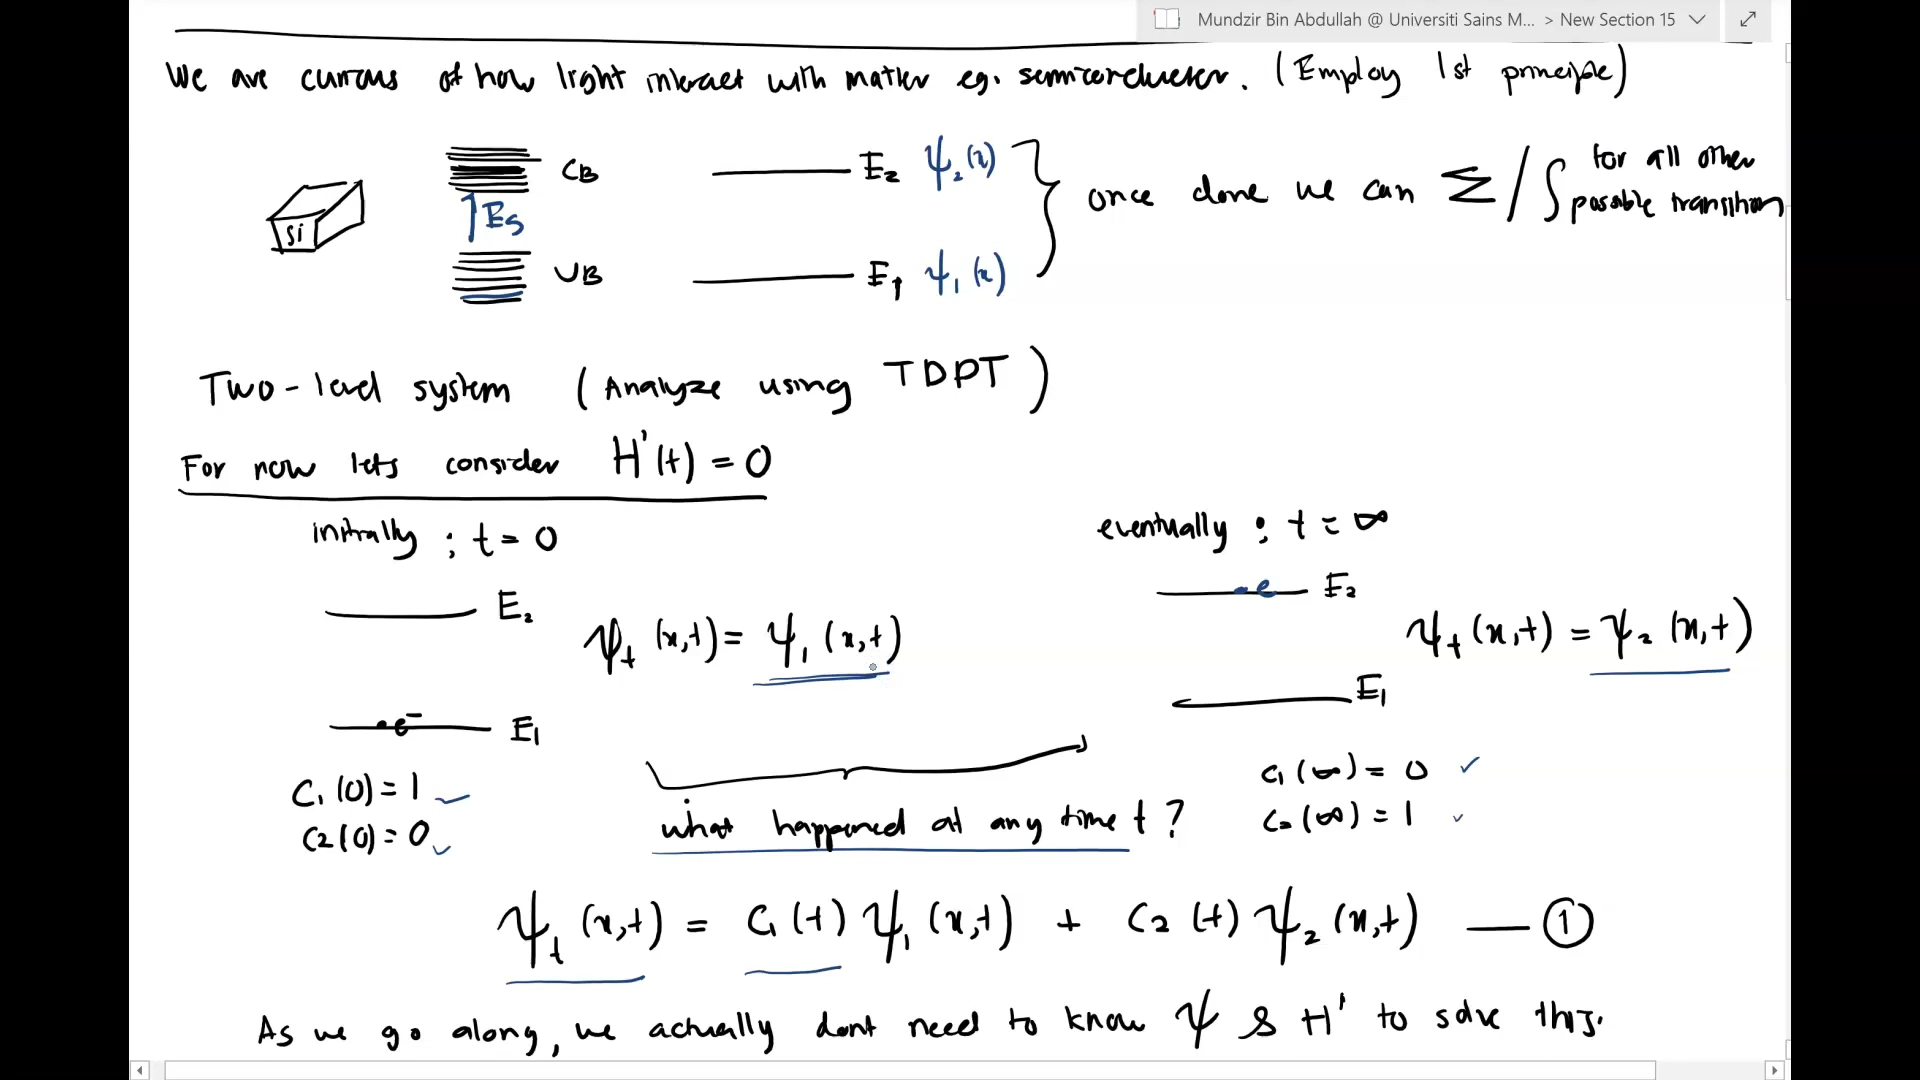 Mundzir Bin Abdullah @ Universiti Sains M... > New Section 15
We are curious of how light interact with matter eg. semiconductor. (Employ 1st principle)
CB E₂ ψ₂(x)
Si Eg once done we can Σ/∫ for all other possible transition
VB E₁ ψ₁(x)
Two-level system (Analyze using TDPT)
For now lets consider H'(t) = 0
initially ; t = 0
eventually ; t = ∞
E₂ ψₜ(x,t) = ψ₁(x,t)
e E₂ ψₜ(x,t) = ψ₂(x,t)
e⁻ E₁
E₁
C₁(0) = 1
C₂(0) = 0
C₁(∞) = 0
C₂(∞) = 1
what happened at any time t ?
ψₜ(x,t) = C₁(t) ψ₁(x,t) + C₂(t) ψ₂(x,t) — ①
As we go along, we actually dont need to know ψ & H' to solve this.